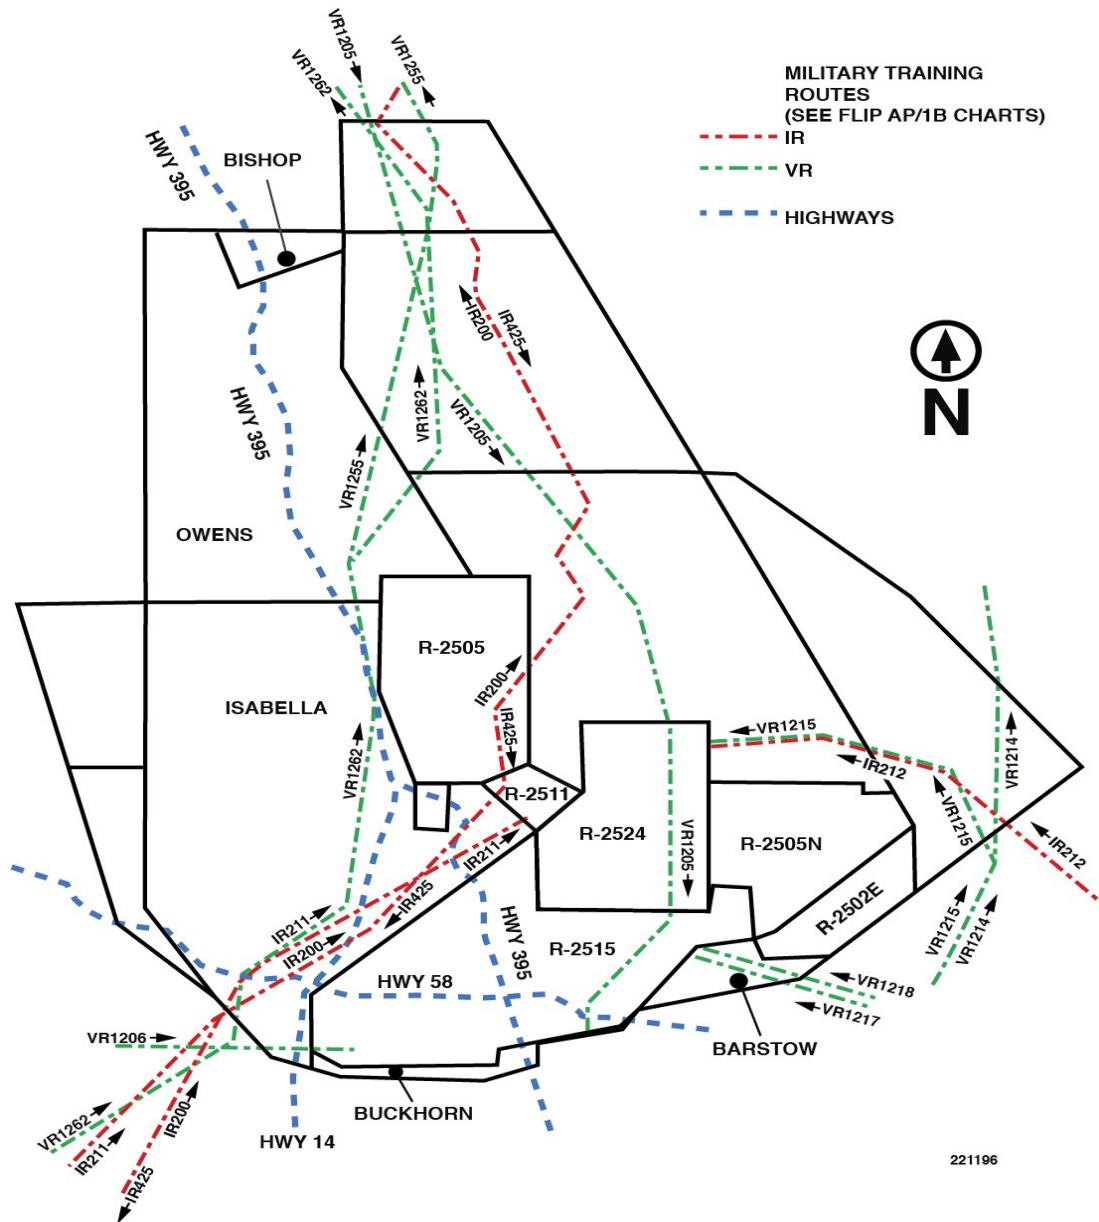 VR1205
VR1262
VR1255
MILITARY TRAINING
ROUTES
(SEE FLIP AP/1B CHARTS)
IR
VR
HIGHWAYS
HWY 395
BISHOP
IR200
IR425
N
HWY 395
VR1262
VR1205
VR1255
OWENS
R-2505
ISABELLA
IR200
IR425
VR1215
VR1214
IR212
VR1262
R-2511
R-2524
VR1205
R-2505N
VR1215
IR212
IR211
IR425
R-2502E
IR211
IR200
HWY 395
R-2515
VR1215
VR1214
HWY 58
VR1218
VR1217
VR1206
BARSTOW
BUCKHORN
VR1262
IR211
IR200
IR425
HWY 14
221196